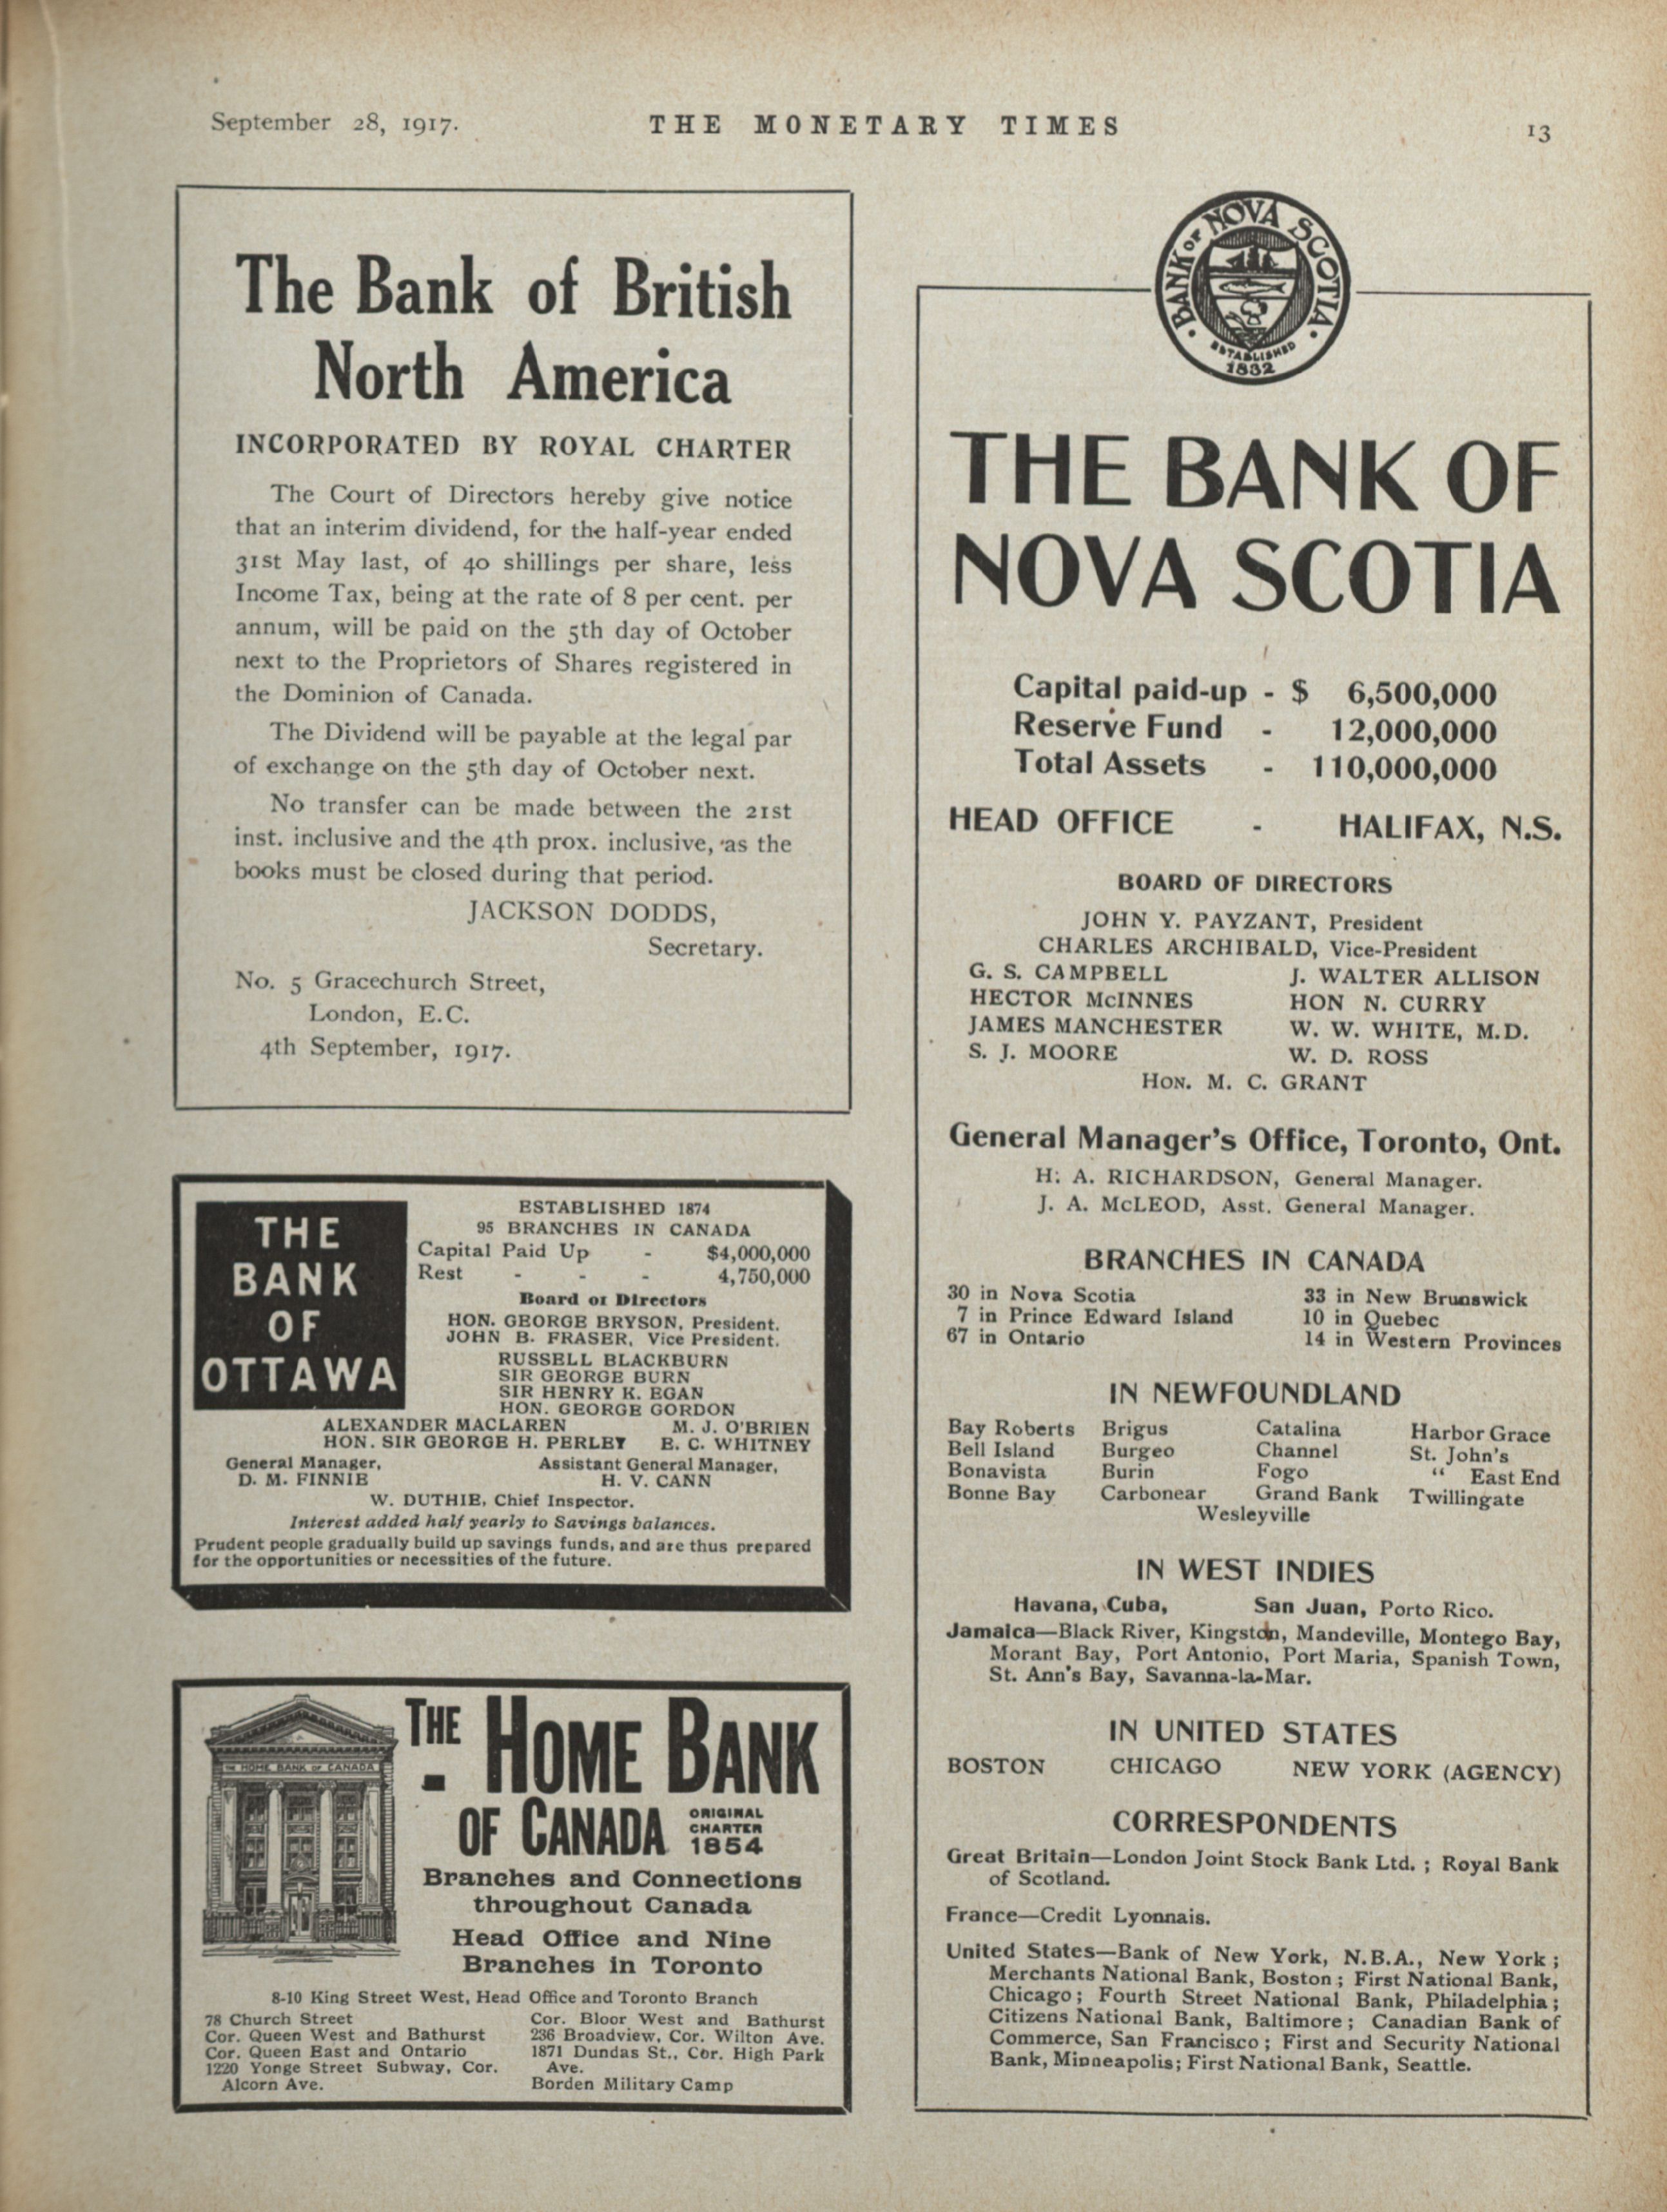 September 28, 1917.
THE MONETARY TIMES
13
The Bank of British
North America
INCORPORATED BY ROYAL CHARTER
The Court of Directors hereby give notice
that an interim dividend, for the half-year ended
31st May last, of 40 shillings per share, less
Income Tax, being at the rate of 8 per cent. per
annum, will be paid on the 5th day of October
next to the Proprietors of Shares registered in
the Dominion of Canada.
The Dividend will be payable at the legal par
of exchange on the 5th day of October next.
No transfer can be made between the 21st
inst. inclusive and the 4th prox. inclusive, as the
books must be closed during that period.
JACKSON DODDS,
Secretary.
No. 5 Gracechurch Street,
London, E.C.
4th September, 1917.
THE
BANK
OF
OTTAWA
ESTABLISHED 1874
95 BRANCHES IN CANADA
Capital Paid Up - $4,000,000
Rest - - - 4,750,000
Board of Directors
HON. GEORGE BRYSON, President.
JOHN B. FRASER, Vice President.
RUSSELL BLACKBURN
SIR GEORGE BURN
SIR HENRY K. EGAN
HON. GEORGE GORDON
ALEXANDER MACLAREN M. J. O'BRIEN
HON. SIR GEORGE H. PERLEY E. C. WHITNEY
General Manager, Assistant General Manager,
D. M. FINNIE H. V. CANN
W. DUTHIE, Chief Inspector.
Interest added half yearly to Savings balances.
Prudent people gradually build up savings funds, and are thus prepared
for the opportunities or necessities of the future.
THE HOME BANK OF CANADA
THE HOME BANK
OF CANADA
ORIGINAL
CHARTER
1854
Branches and Connections
throughout Canada
Head Office and Nine
Branches in Toronto
8-10 King Street West, Head Office and Toronto Branch
78 Church Street
Cor. Queen West and Bathurst
Cor. Queen East and Ontario
1220 Yonge Street Subway, Cor.
Alcorn Ave.
Cor. Bloor West and Bathurst
236 Broadview, Cor. Wilton Ave.
1871 Dundas St., Cor. High Park
Ave.
Borden Military Camp
BANK OF NOVA SCOTIA
ESTABLISHED
1832
THE BANK OF
NOVA SCOTIA
Capital paid-up - $ 6,500,000
Reserve Fund - 12,000,000
Total Assets - 110,000,000
HEAD OFFICE - HALIFAX, N.S.
BOARD OF DIRECTORS
JOHN Y. PAYZANT, President
CHARLES ARCHIBALD, Vice-President
G. S. CAMPBELL J. WALTER ALLISON
HECTOR McINNES HON N. CURRY
JAMES MANCHESTER W. W. WHITE, M.D.
S. J. MOORE W. D. ROSS
HON. M. C. GRANT
General Manager's Office, Toronto, Ont.
H. A. RICHARDSON, General Manager.
J. A. McLEOD, Asst. General Manager.
BRANCHES IN CANADA
30 in Nova Scotia 33 in New Brunswick
7 in Prince Edward Island 10 in Quebec
67 in Ontario 14 in Western Provinces
IN NEWFOUNDLAND
Bay Roberts Brigus Catalina Harbor Grace
Bell Island Burgeo Channel St. John's
Bonavista Burin Fogo " East End
Bonne Bay Carbonear Grand Bank Twillingate
Wesleyville
IN WEST INDIES
Havana, Cuba, San Juan, Porto Rico.
Jamaica—Black River, Kingston, Mandeville, Montego Bay,
Morant Bay, Port Antonio, Port Maria, Spanish Town,
St. Ann's Bay, Savanna-la-Mar.
IN UNITED STATES
BOSTON CHICAGO NEW YORK (AGENCY)
CORRESPONDENTS
Great Britain—London Joint Stock Bank Ltd. ; Royal Bank
of Scotland.
France—Credit Lyonnais.
United States—Bank of New York, N.B.A., New York ;
Merchants National Bank, Boston ; First National Bank,
Chicago ; Fourth Street National Bank, Philadelphia ;
Citizens National Bank, Baltimore ; Canadian Bank of
Commerce, San Francisco ; First and Security National
Bank, Minneapolis; First National Bank, Seattle.